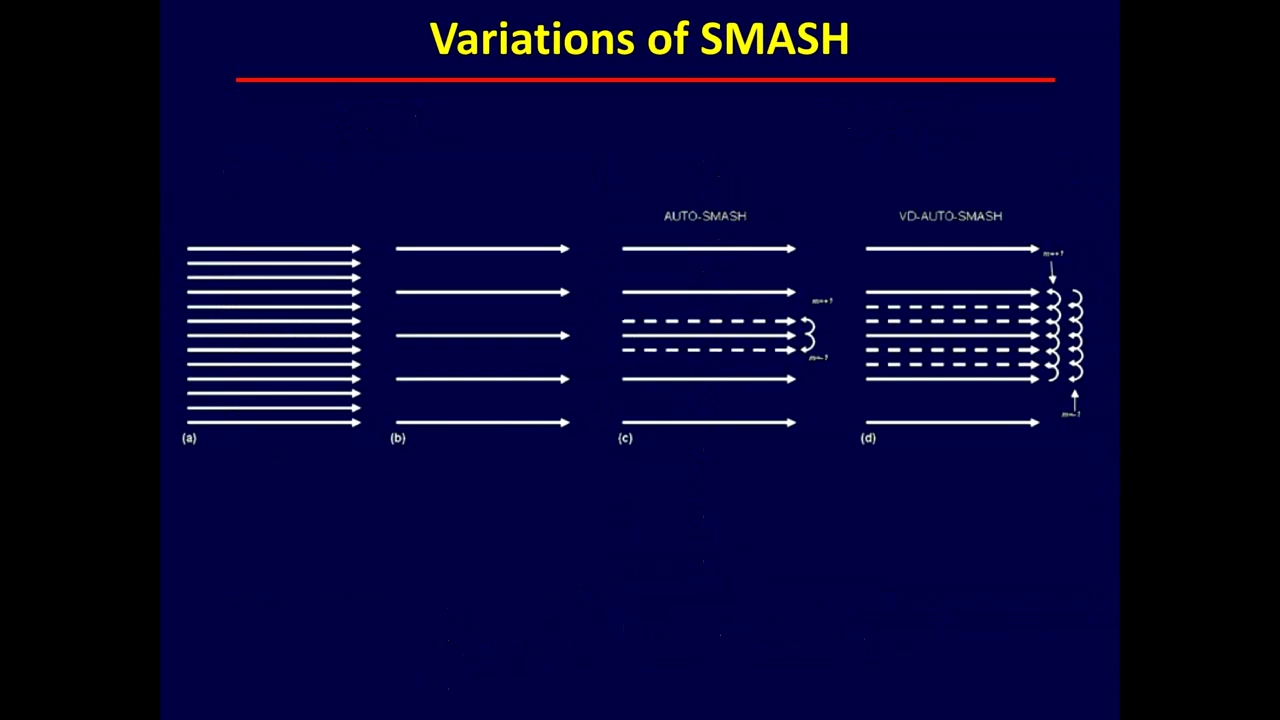 Variations of SMASH
AUTO-SMASH
VD-AUTO-SMASH
(a)
(b)
(c)
(d)